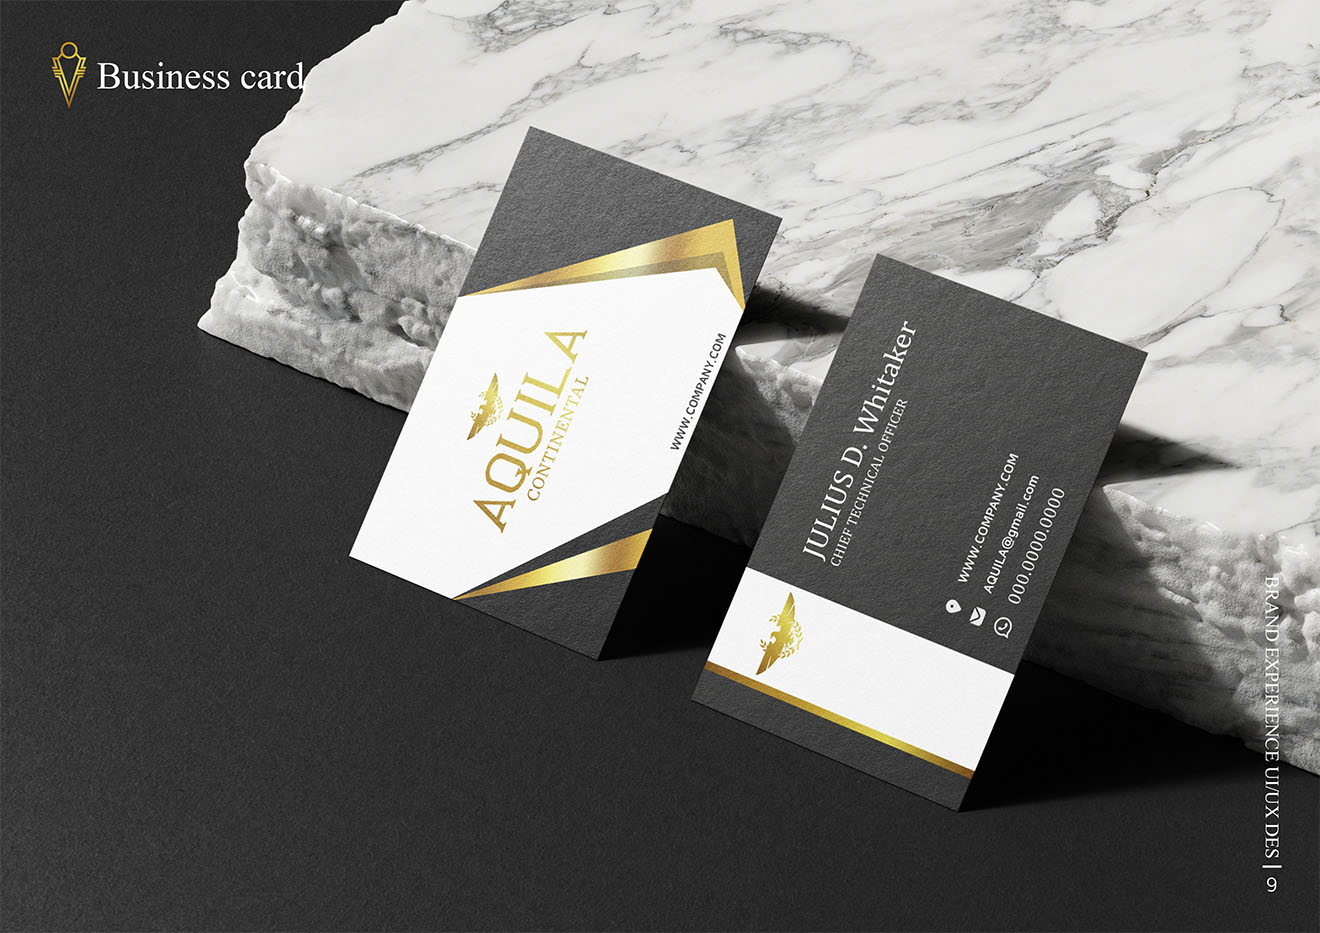 Business card
AQUILA
CONTINENTAL
WWW.COMPANY.COM
JULIUS D. Whitaker
CHIEF TECHNICAL OFFICER
WWW.COMPANY.COM
AQUILA@gmail.com
000.0000.0000
BRAND EXPERIENCE UI/UX DES | 9